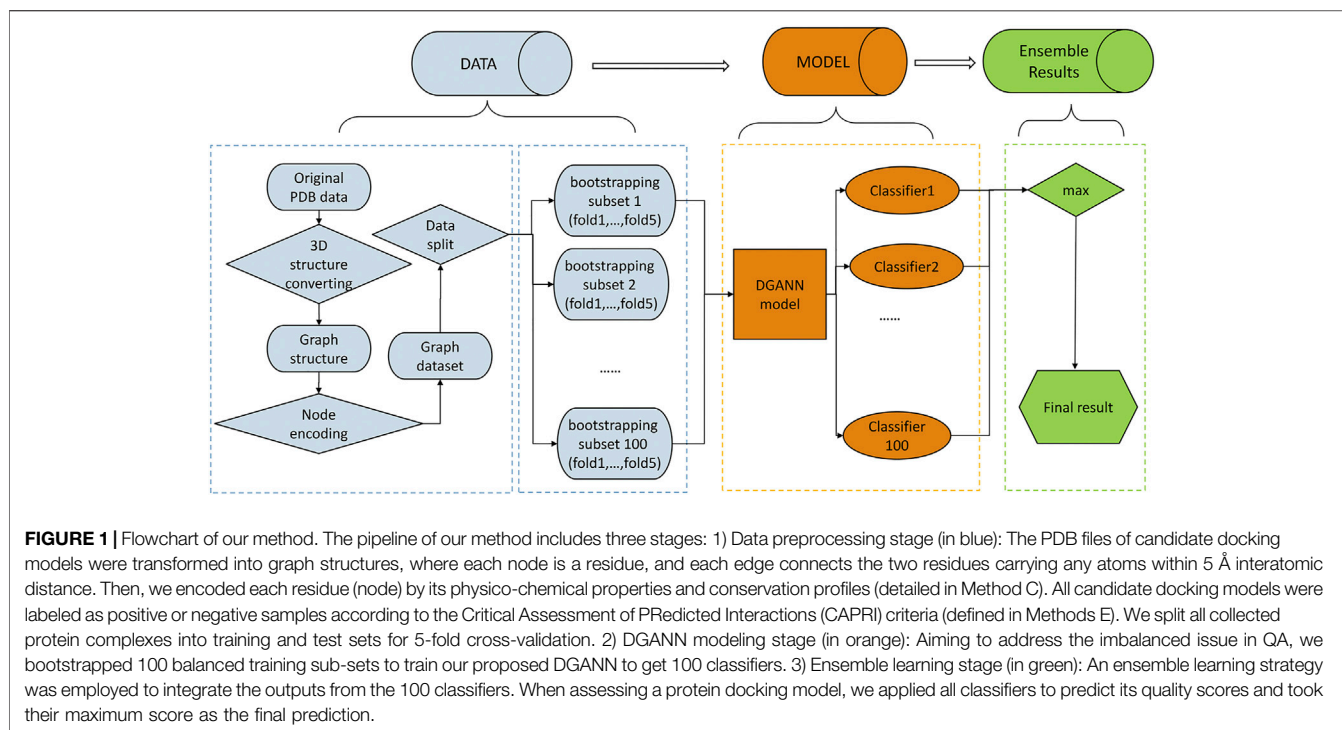 DATA
MODEL
Ensemble
Results
Original
PDB data
3D
structure
converting
Graph
structure
Node
encoding
Data
split
Graph
dataset
bootstrapping
subset 1
(fold1,...,fold5)
bootstrapping
subset 2
(fold1,...,fold5)
......
bootstrapping
subset 100
(fold1,...,fold5)
DGANN
model
Classifier1
Classifier2
......
Classifier
100
max
Final result
FIGURE 1 | Flowchart of our method. The pipeline of our method includes three stages: 1) Data preprocessing stage (in blue): The PDB files of candidate docking
models were transformed into graph structures, where each node is a residue, and each edge connects the two residues carrying any atoms within 5 Å interatomic
distance. Then, we encoded each residue (node) by its physico-chemical properties and conservation profiles (detailed in Method C). All candidate docking models were
labeled as positive or negative samples according to the Critical Assessment of PRedicted Interactions (CAPRI) criteria (defined in Methods E). We split all collected
protein complexes into training and test sets for 5-fold cross-validation. 2) DGANN modeling stage (in orange): Aiming to address the imbalanced issue in QA, we
bootstrapped 100 balanced training sub-sets to train our proposed DGANN to get 100 classifiers. 3) Ensemble learning stage (in green): An ensemble learning strategy
was employed to integrate the outputs from the 100 classifiers. When assessing a protein docking model, we applied all classifiers to predict its quality scores and took
their maximum score as the final prediction.